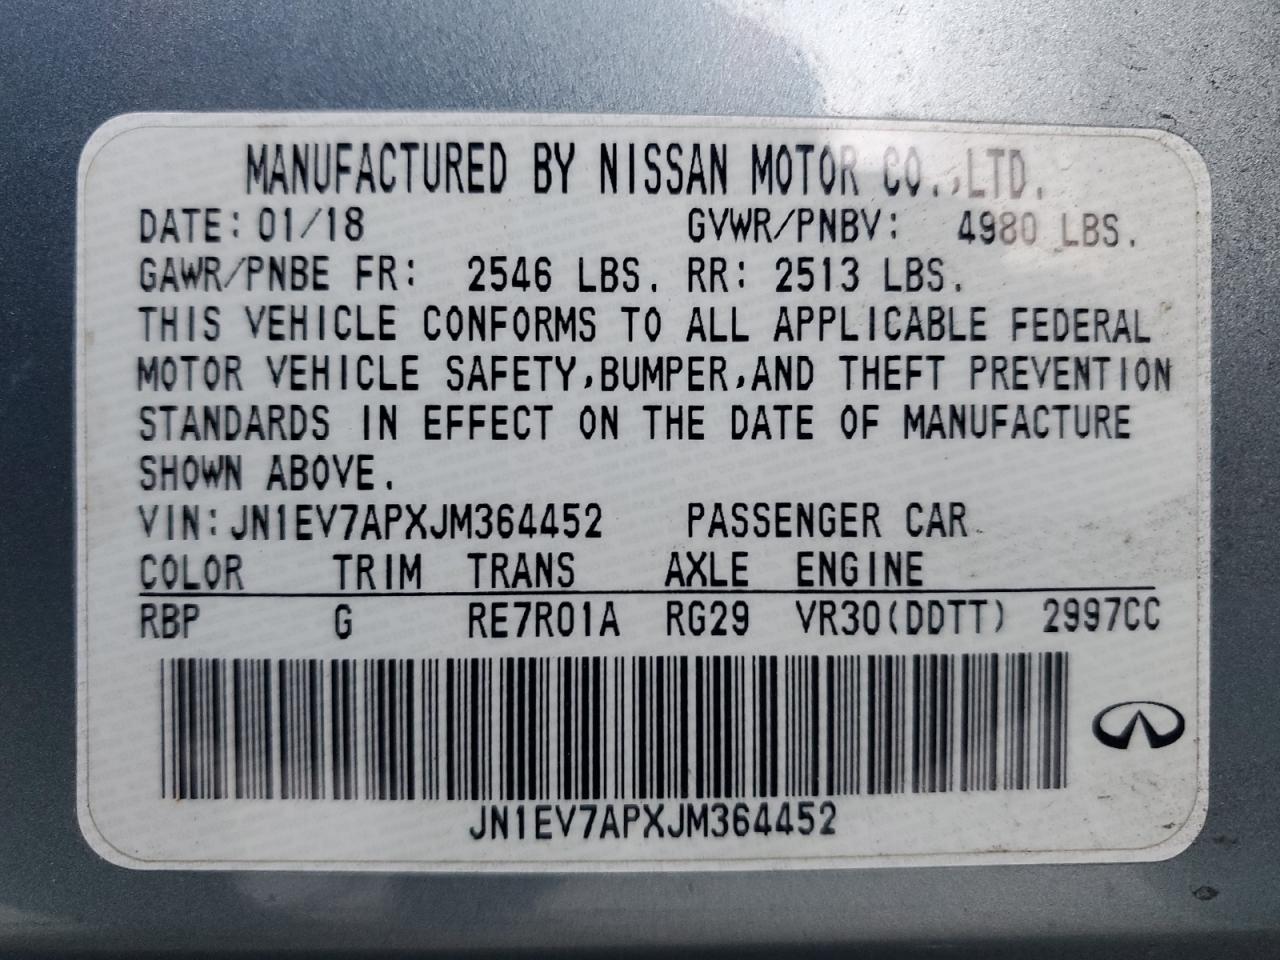 MANUFACTURED BY NISSAN MOTOR CO.,LTD.
DATE: 01/18 GVWR/PNBV: 4980 LBS.
GAWR/PNBE FR: 2546 LBS. RR: 2513 LBS.
THIS VEHICLE CONFORMS TO ALL APPLICABLE FEDERAL
MOTOR VEHICLE SAFETY,BUMPER,AND THEFT PREVENTION
STANDARDS IN EFFECT ON THE DATE OF MANUFACTURE
SHOWN ABOVE.
VIN:JN1EV7APXJM364452 PASSENGER CAR
COLOR TRIM TRANS AXLE ENGINE
RBP G RE7R01A RG29 VR30(DDTT) 2997CC
JN1EV7APXJM364452